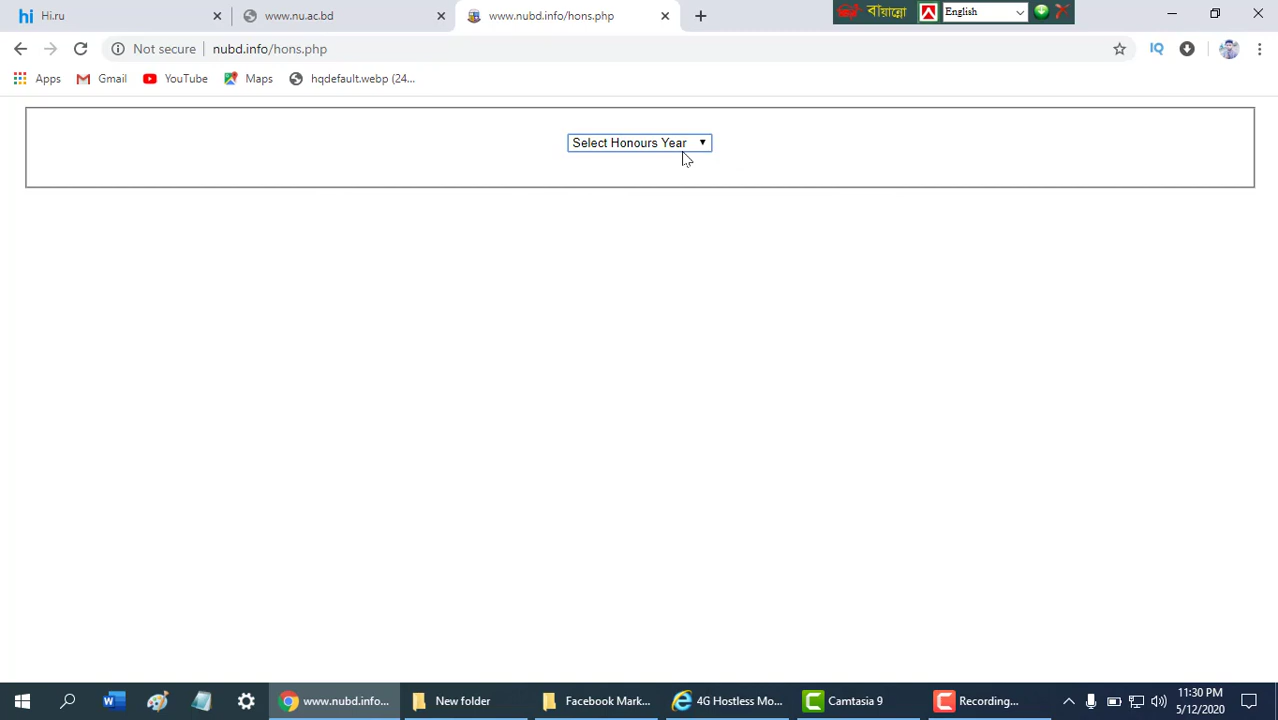 Hi.ru
www.nu.ac.bd
www.nubd.info/hons.php
বায়ান্নো
English
Not secure
nubd.info/hons.php
IQ
Apps
Gmail
YouTube
Maps
hqdefault.webp (24...
Select Honours Year
www.nubd.info...
New folder
Facebook Mark...
4G Hostless Mo...
Camtasia 9
Recording...
11:30 PM
5/12/2020